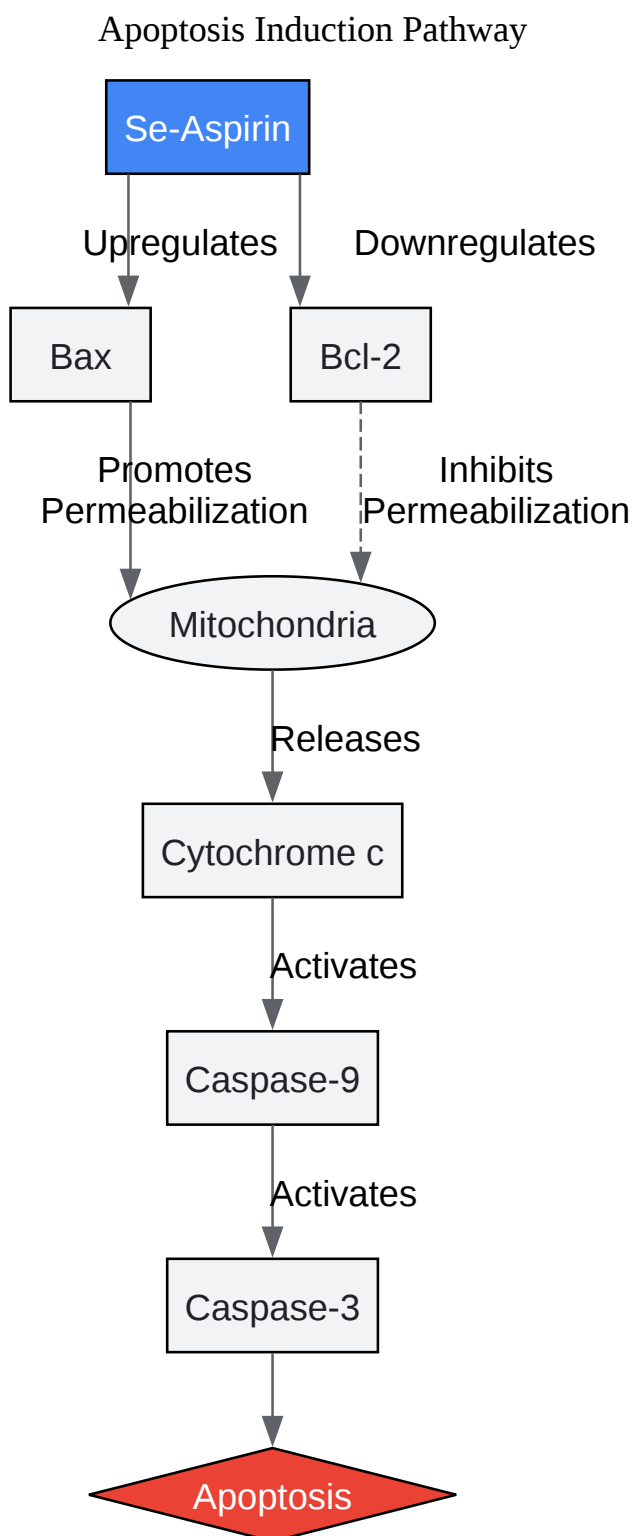 Apoptosis Induction Pathway
Se-Aspirin
Upregulates
Downregulates
Bax
Bcl-2
Promotes
Permeabilization
Inhibits
Permeabilization
Mitochondria
Releases
Cytochrome c
Activates
Caspase-9
Activates
Caspase-3
Apoptosis